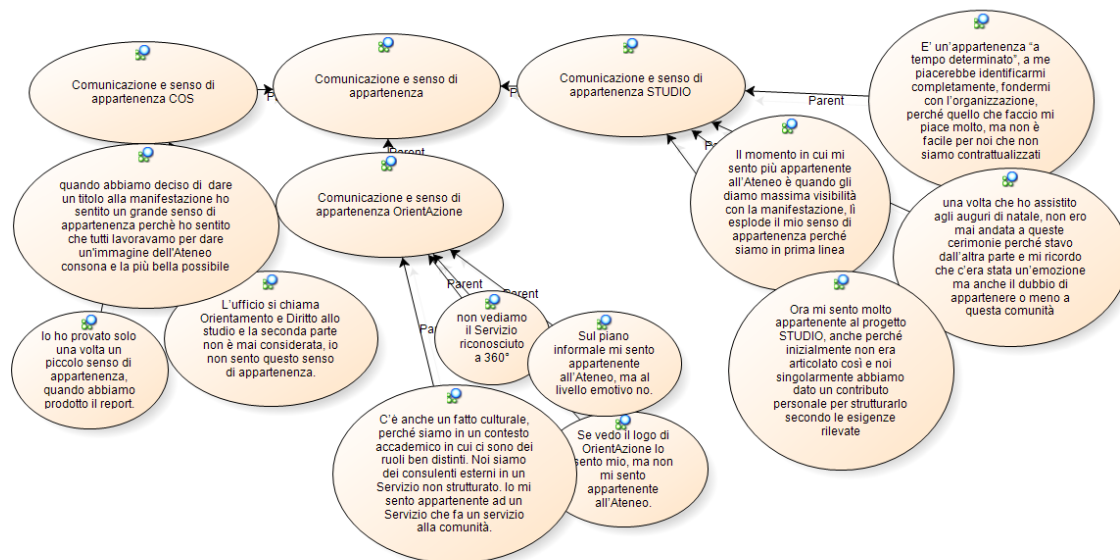 Comunicazione e senso di
appartenenza COS
Comunicazione e senso di
appartenenza
Comunicazione e senso di
appartenenza STUDIO
E' un'appartenenza "a
tempo determinato", a me
piacerebbe identificarmi
completamente, fondermi
con l'organizzazione,
perché quello che faccio mi
piace molto, ma non è
facile per noi che non
siamo contrattualizzati
Parent
quando abbiamo deciso di dare
un titolo alla manifestazione ho
sentito un grande senso di
appartenenza perchè ho sentito
che tutti lavoravamo per dare
un'immagine dell'Ateneo
consona e la più bella possibile
Parent
Comunicazione e senso di
appartenenza OrientAzione
Il momento in cui mi
sento più appartenente
all'Ateneo è quando gli
diamo massima visibilità
con la manifestazione, lì
esplode il mio senso di
appartenenza perché
siamo in prima linea
una volta che ho assistito
agli auguri di natale, non ero
mai andata a queste
cerimonie perché stavo
dall'altra parte e mi ricordo
che c'era stata un'emozione
ma anche il dubbio di
appartenere o meno a
questa comunità
L'ufficio si chiama
Orientamento e Diritto allo
studio e la seconda parte
non è mai considerata, io
non sento questo senso
di appartenenza.
Io ho provato solo
una volta un
piccolo senso di
appartenenza,
quando abbiamo
prodotto il report.
Parent
Parent
non vediamo
il Servizio
riconosciuto
a 360°
Sul piano
informale mi sento
appartenente
all'Ateneo, ma al
livello emotivo no.
Ora mi sento molto
appartenente al progetto
STUDIO, anche perché
inizialmente non era
articolato così e noi
singolarmente abbiamo
dato un contributo
personale per strutturarlo
secondo le esigenze
rilevate
C'è anche un fatto culturale,
perché siamo in un contesto
accademico in cui ci sono dei
ruoli ben distinti. Noi siamo
dei consulenti esterni in un
Servizio non strutturato. Io mi
sento appartenente ad un
Servizio che fa un servizio
alla comunità.
Se vedo il logo di
OrientAzione lo
sento mio, ma non
mi sento
appartenente
all'Ateneo.